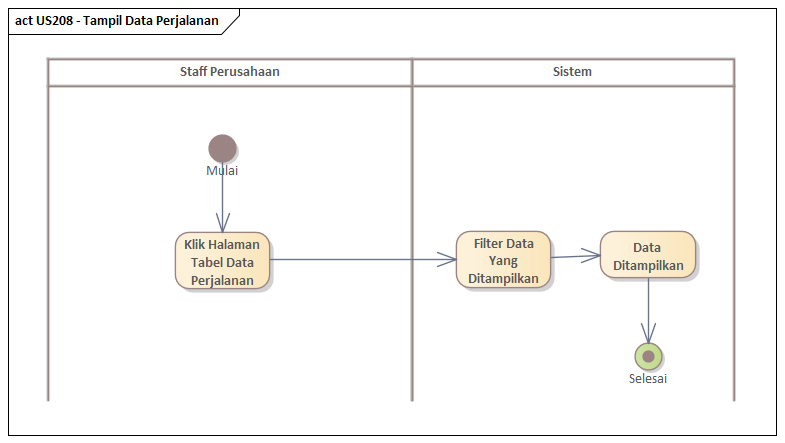 act US208 - Tampil Data Perjalanan
Staff Perusahaan
Sistem
Mulai
Klik Halaman
Tabel Data
Perjalanan
Filter Data
Yang
Ditampilkan
Data
Ditampilkan
Selesai